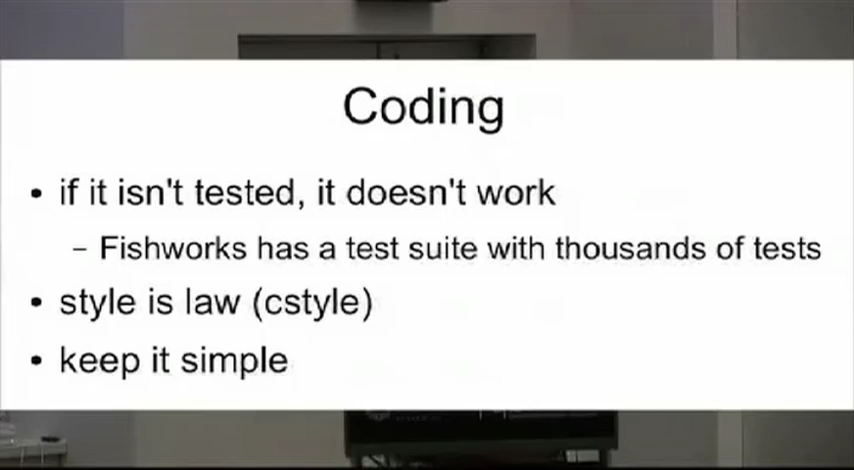 Coding
• if it isn't tested, it doesn't work
– Fishworks has a test suite with thousands of tests
• style is law (cstyle)
• keep it simple